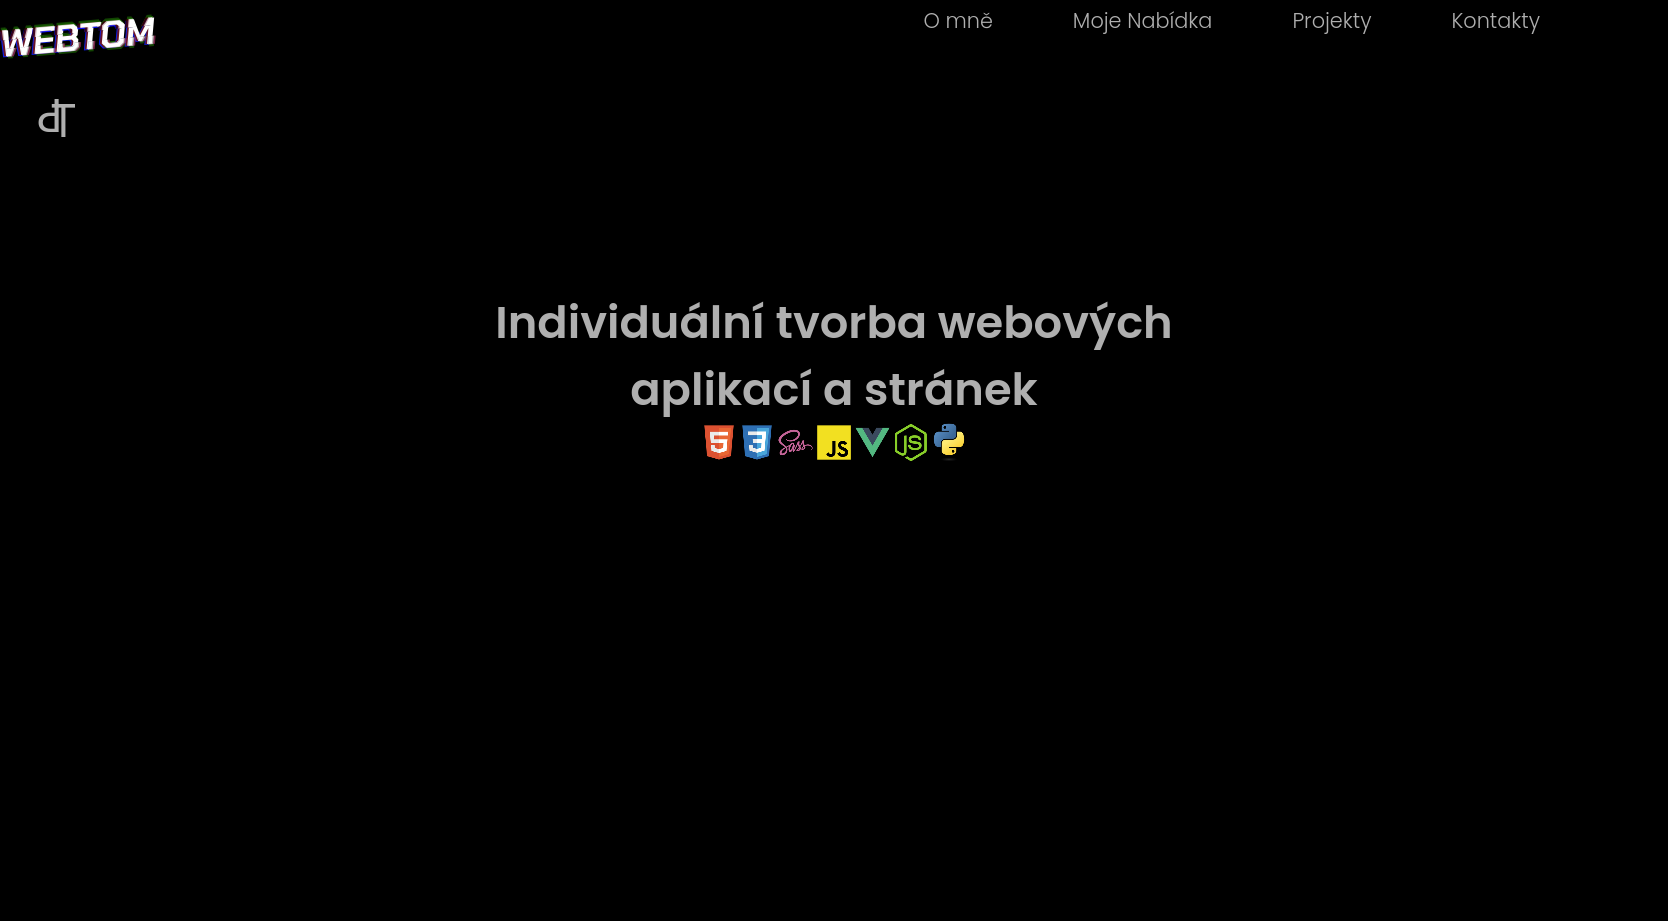 WEBTOM
O mně
Moje Nabídka
Projekty
Kontakty
dT
Individuální tvorba webových
aplikací a stránek
5 3 Sass JS JS